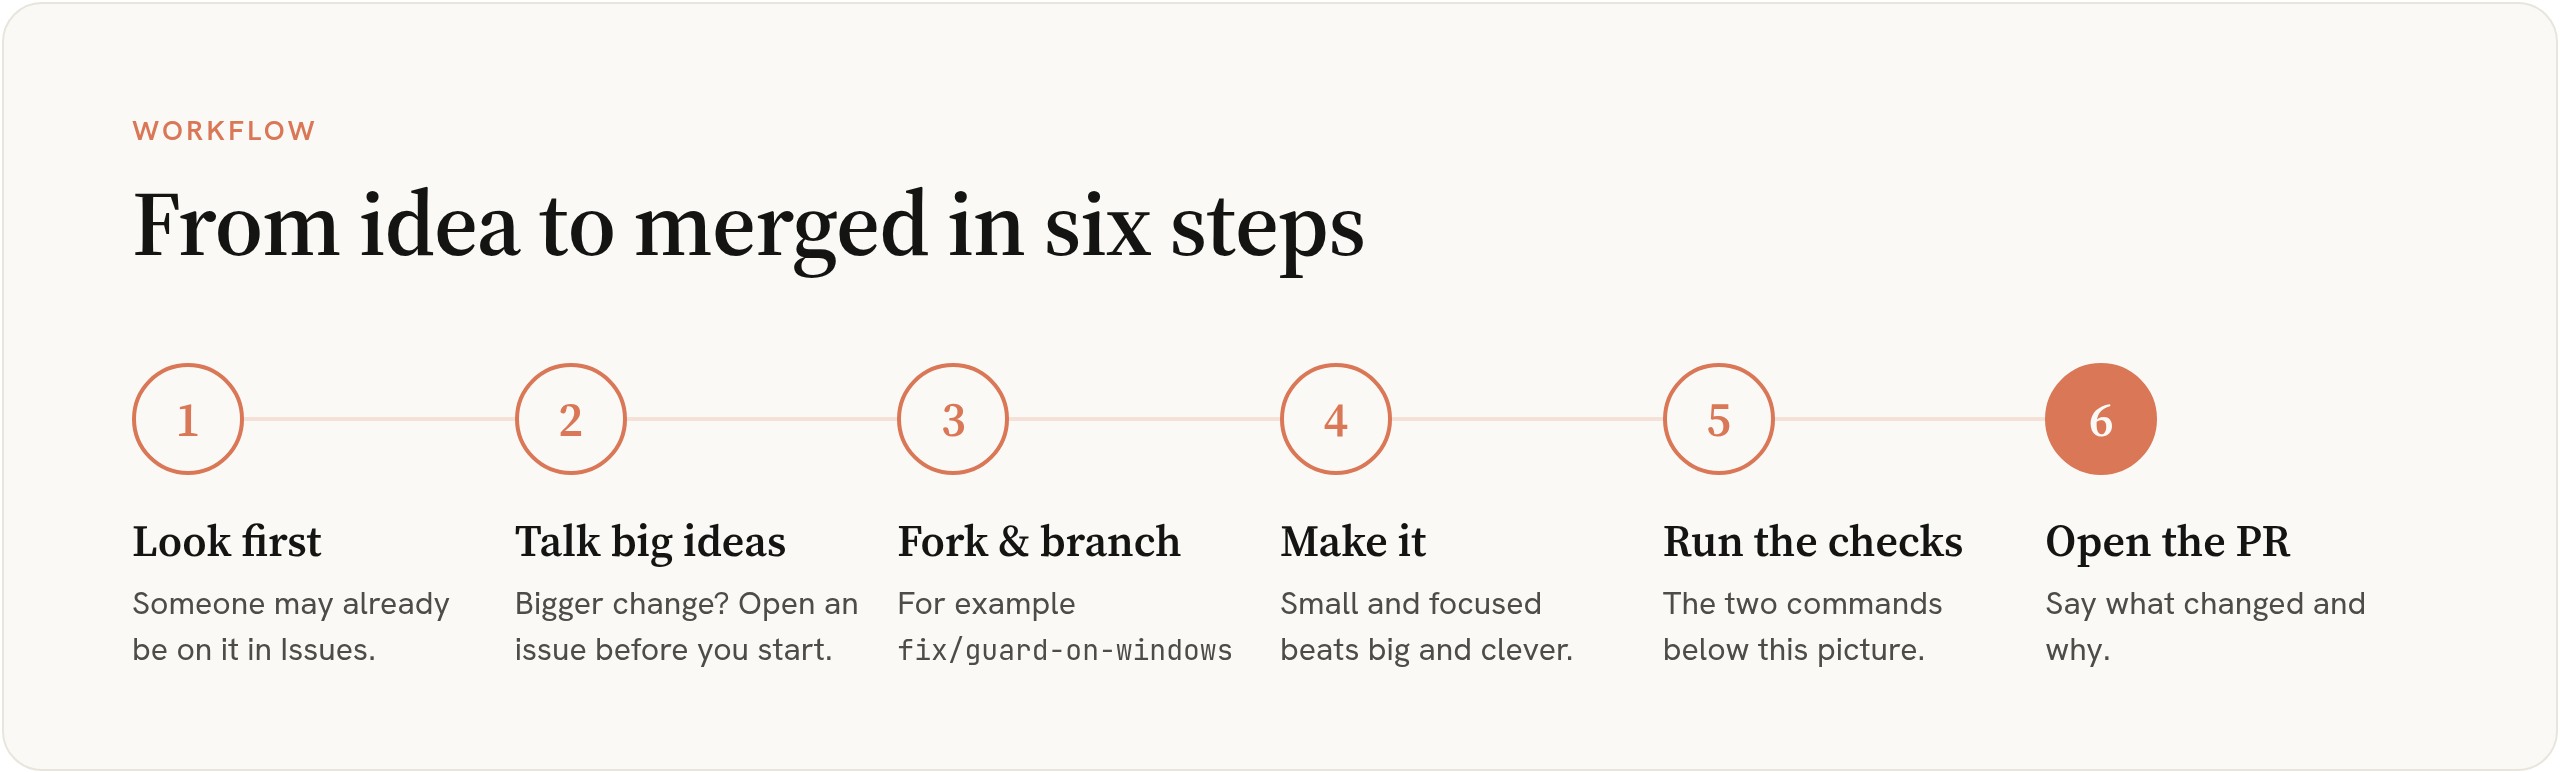 WORKFLOW
From idea to merged in six steps
1
Look first
Someone may already
be on it in Issues.
2
Talk big ideas
Bigger change? Open an
issue before you start.
3
Fork & branch
For example
fix/guard-on-windows
4
Make it
Small and focused
beats big and clever.
5
Run the checks
The two commands
below this picture.
6
Open the PR
Say what changed and
why.